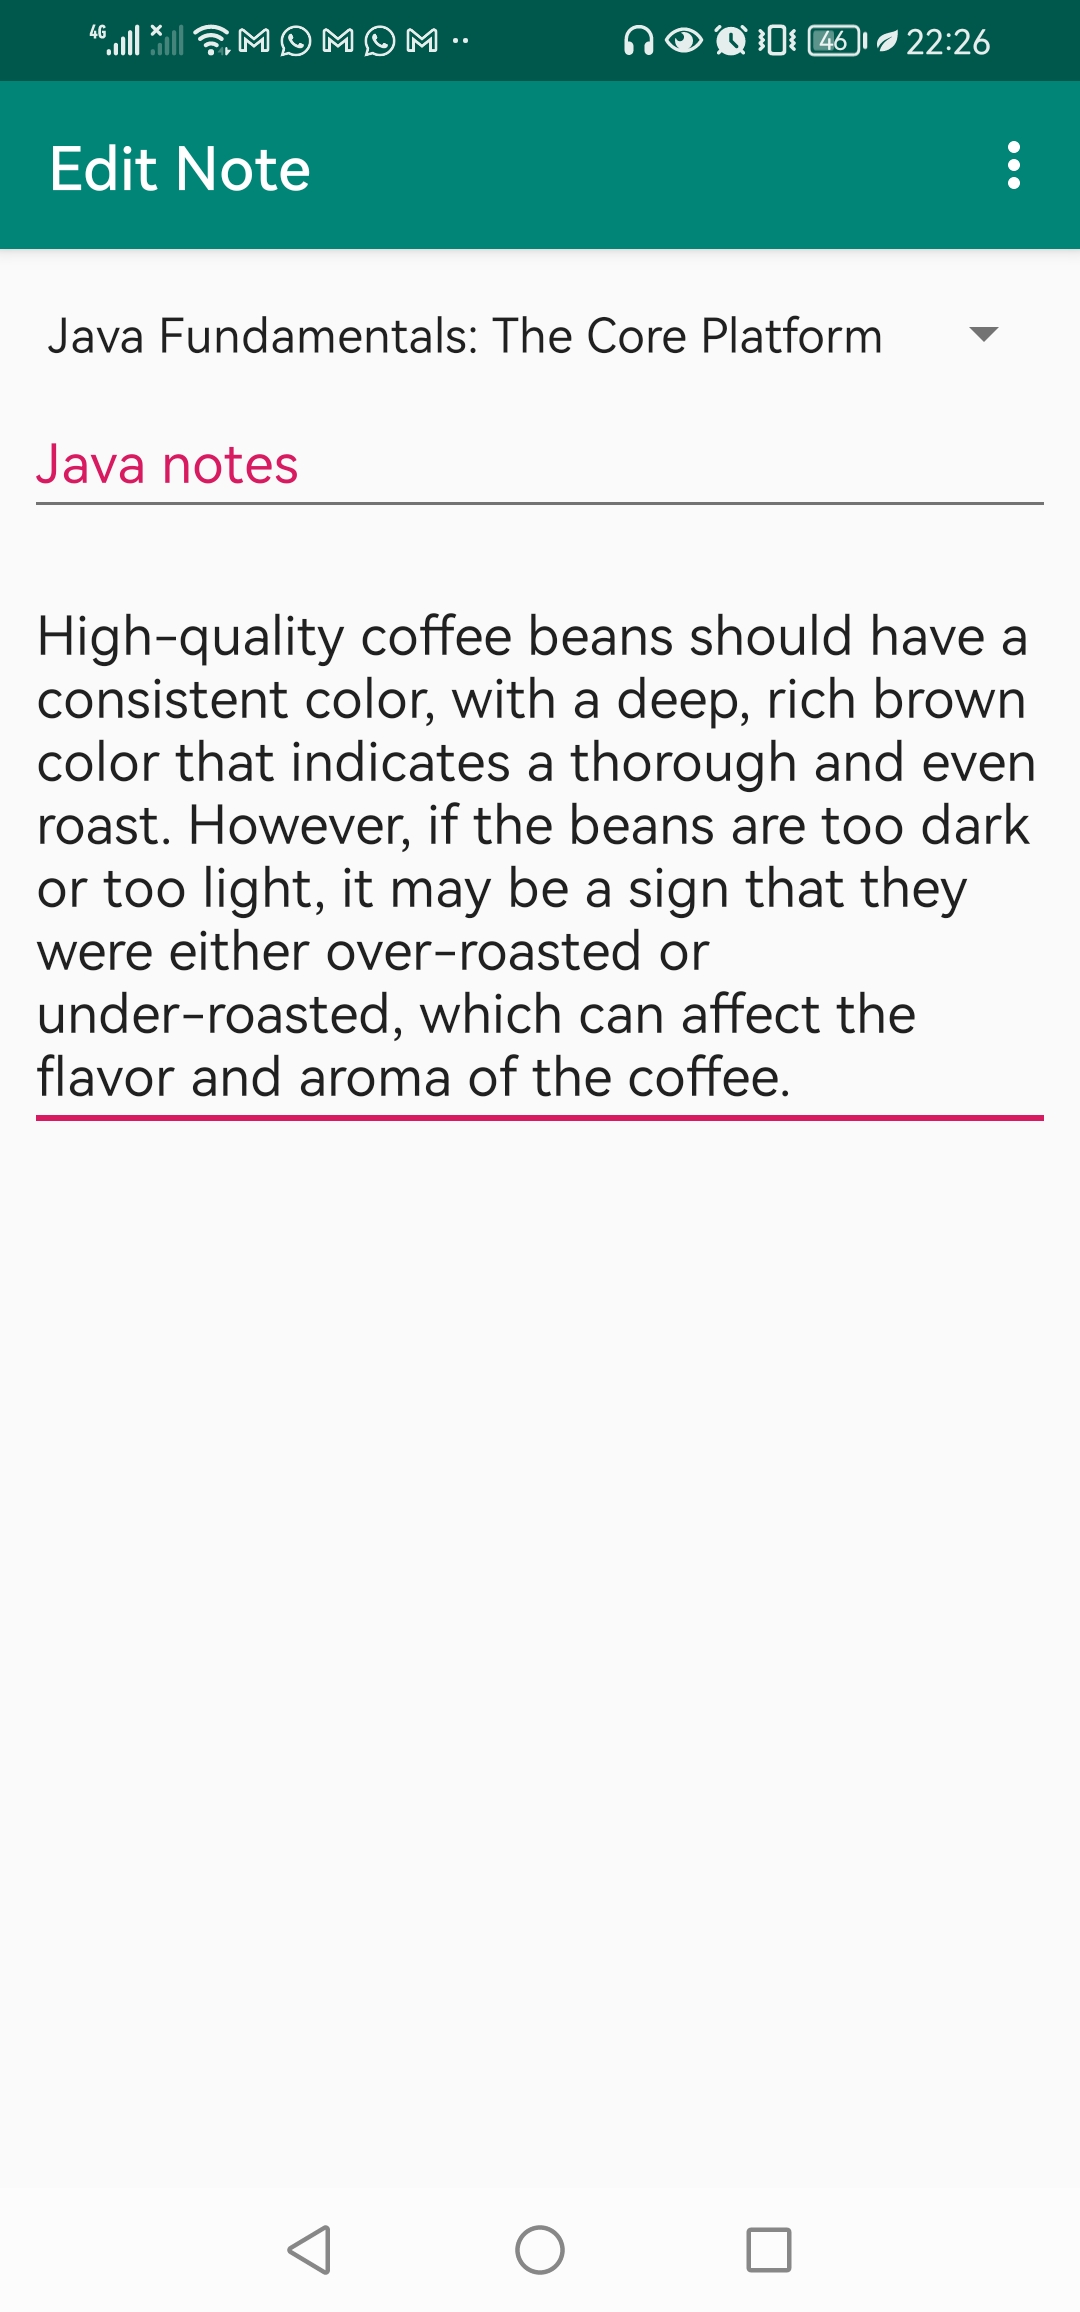 4G 46 22:26
Edit Note
Java Fundamentals: The Core Platform
Java notes
High-quality coffee beans should have a
consistent color, with a deep, rich brown
color that indicates a thorough and even
roast. However, if the beans are too dark
or too light, it may be a sign that they
were either over-roasted or
under-roasted, which can affect the
flavor and aroma of the coffee.